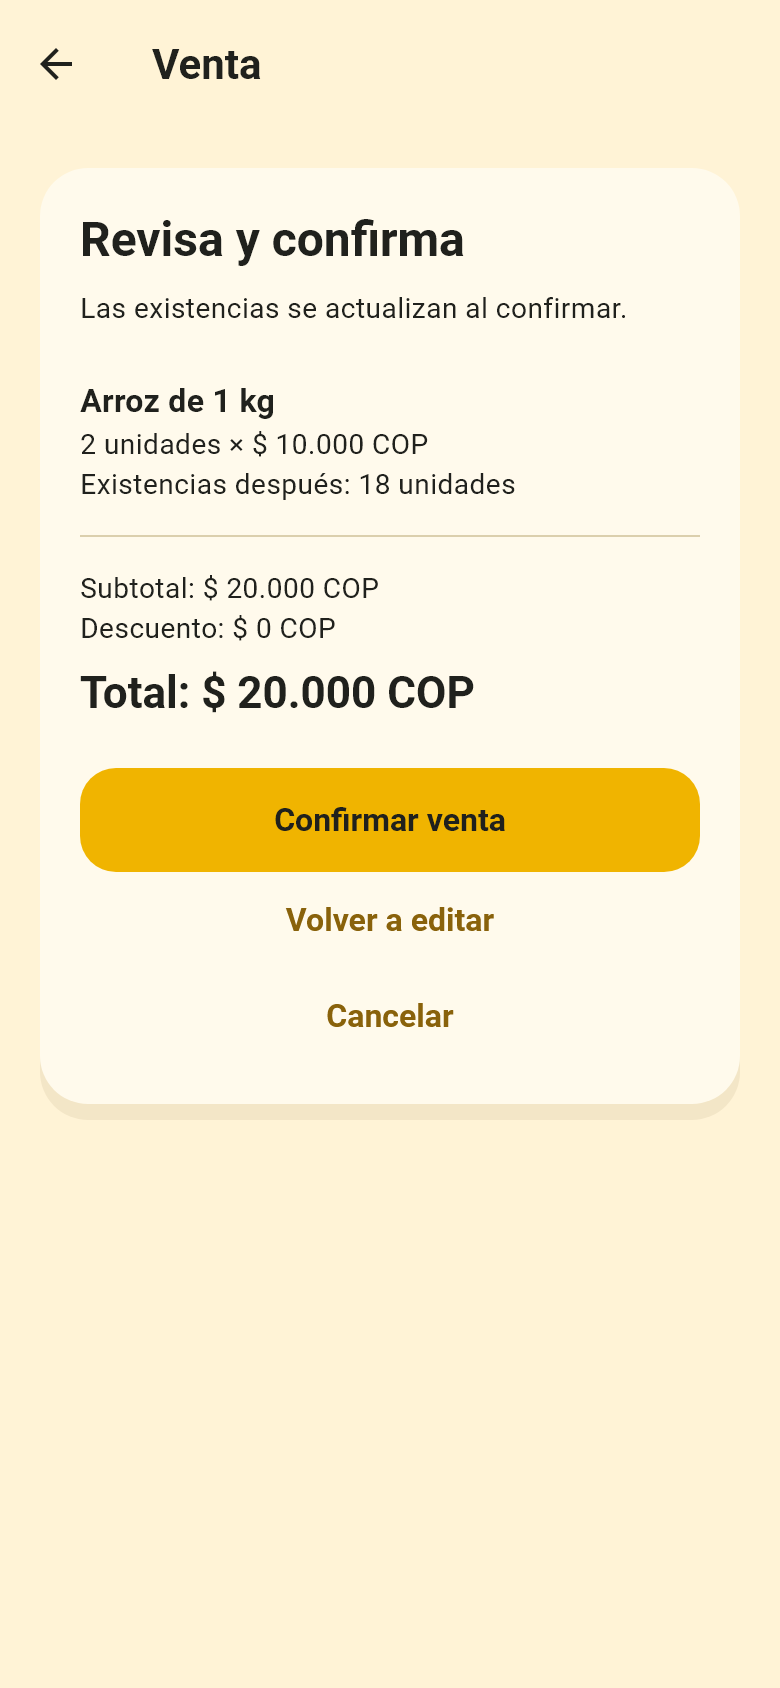 Venta
Revisa y confirma
Las existencias se actualizan al confirmar.
Arroz de 1 kg
2 unidades × $ 10.000 COP
Existencias después: 18 unidades
Subtotal: $ 20.000 COP
Descuento: $ 0 COP
Total: $ 20.000 COP
Confirmar venta
Volver a editar
Cancelar